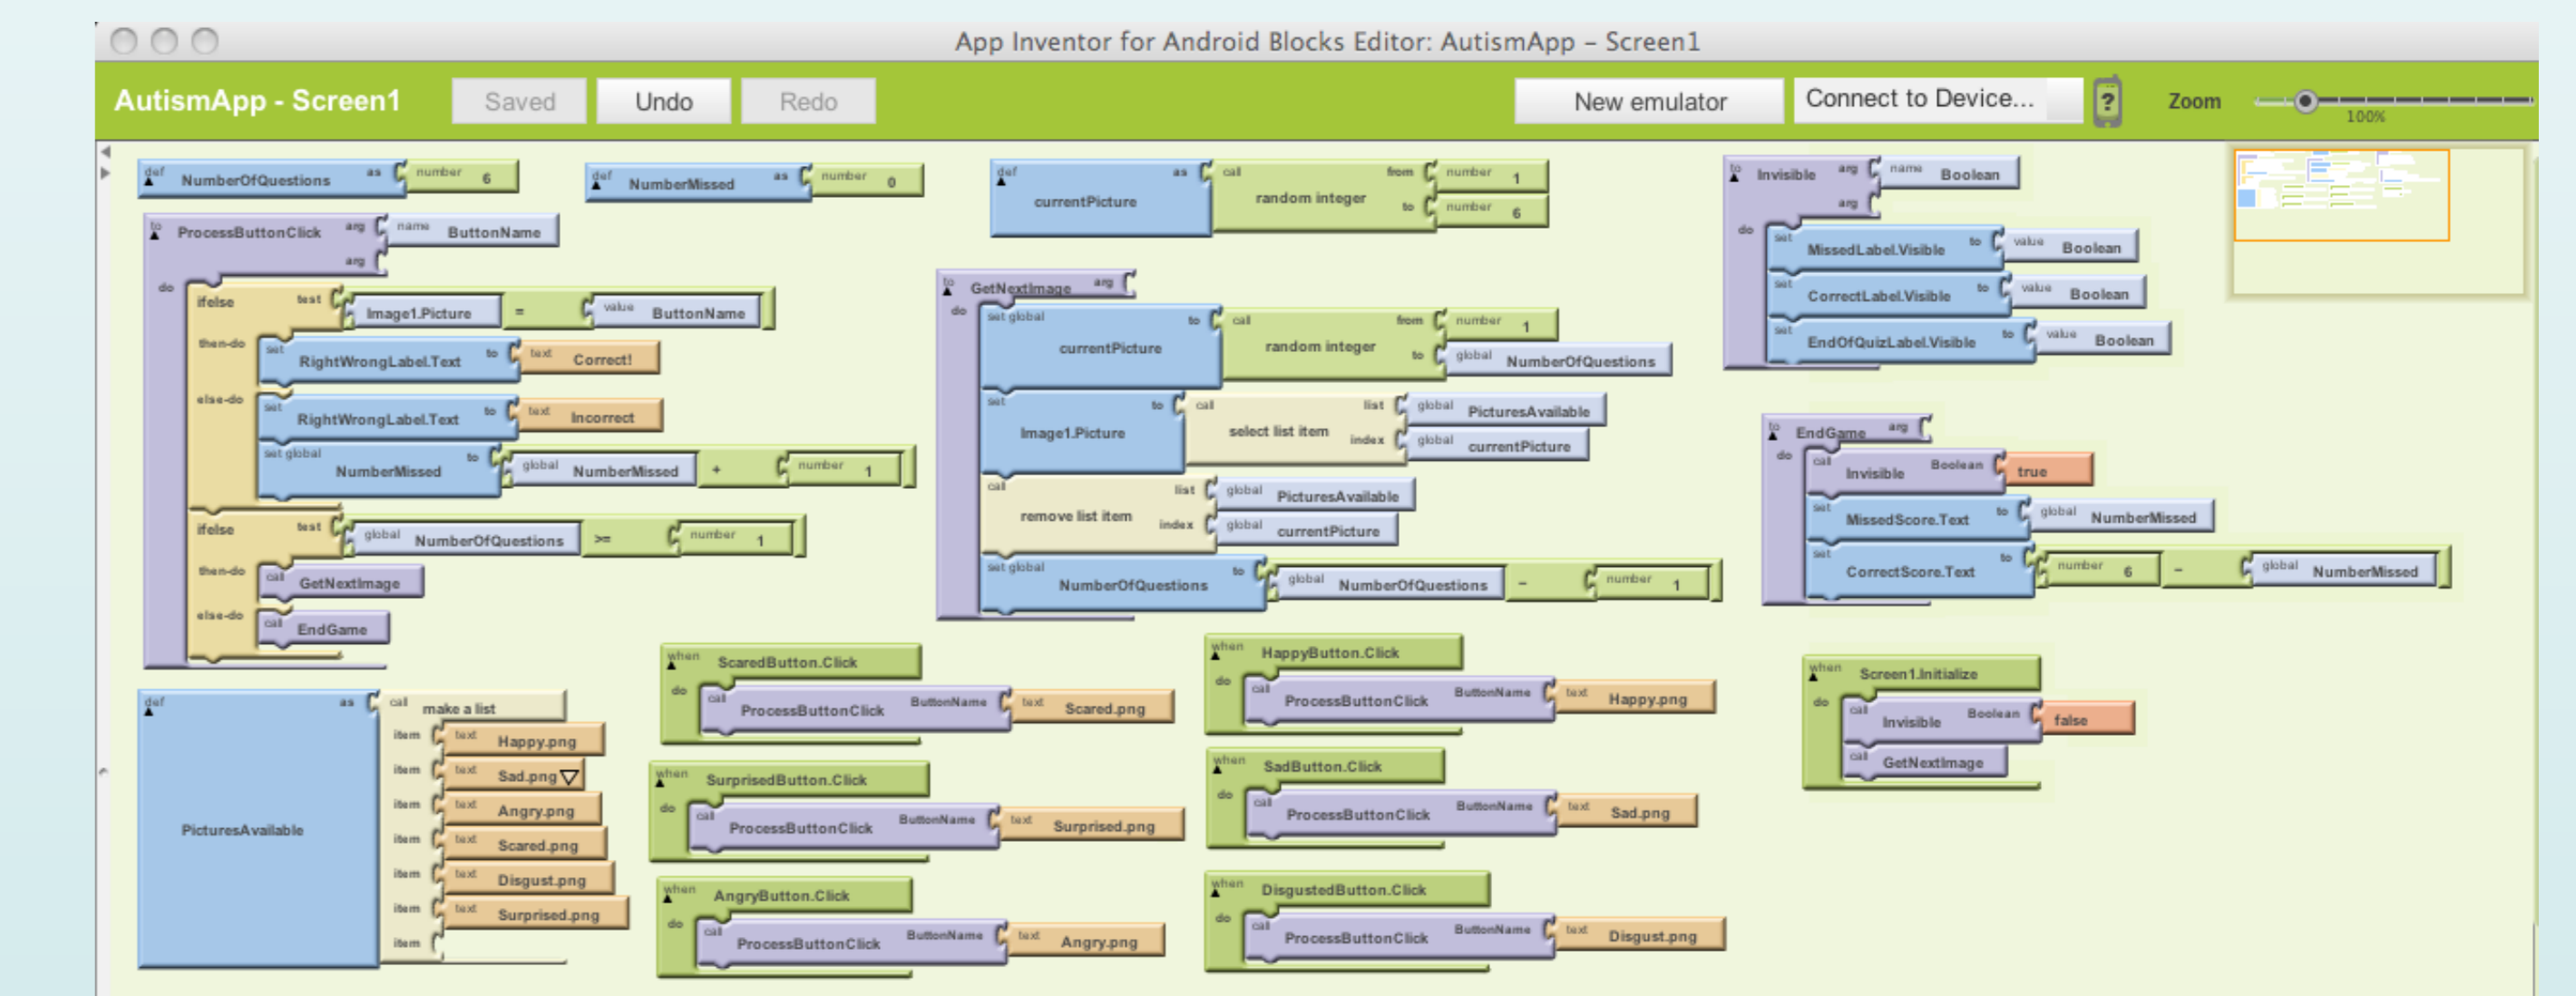 App Inventor for Android Blocks Editor: AutismApp – Screen1
AutismApp - Screen1 Saved Undo Redo New emulator Connect to Device... ? Zoom 100%
def NumberOfQuestions as number 6
def NumberMissed as number 0
def currentPicture as call random integer from number 1
to number 6
to Invisible arg name Boolean
arg
do
set MissedLabel.Visible to value Boolean
set CorrectLabel.Visible to value Boolean
set EndOfQuizLabel.Visible to value Boolean
to ProcessButtonClick arg name ButtonName
arg
do
ifelse test Image1.Picture = value ButtonName
then-do set RightWrongLabel.Text to text Correct!
else-do set RightWrongLabel.Text to text Incorrect
set global NumberMissed to global NumberMissed + number 1
ifelse test global NumberOfQuestions >= number 1
then-do call GetNextImage
else-do call EndGame
to GetNextImage arg
do
set global currentPicture to call random integer from number 1
to global NumberOfQuestions
set Image1.Picture to call select list item list global PicturesAvailable
index global currentPicture
call remove list item list global PicturesAvailable
index global currentPicture
set global NumberOfQuestions to global NumberOfQuestions – number 1
to EndGame arg
do
call Invisible Boolean true
set MissedScore.Text to global NumberMissed
set CorrectScore.Text to number 6 – global NumberMissed
def PicturesAvailable as call make a list
item text Happy.png
item text Sad.png
item text Angry.png
item text Scared.png
item text Disgust.png
item text Surprised.png
item
when ScaredButton.Click
do call ProcessButtonClick ButtonName text Scared.png
when SurprisedButton.Click
do call ProcessButtonClick ButtonName text Surprised.png
when AngryButton.Click
do call ProcessButtonClick ButtonName text Angry.png
when HappyButton.Click
do call ProcessButtonClick ButtonName text Happy.png
when SadButton.Click
do call ProcessButtonClick ButtonName text Sad.png
when DisgustedButton.Click
do call ProcessButtonClick ButtonName text Disgust.png
when Screen1.Initialize
do call Invisible Boolean false
call GetNextImage